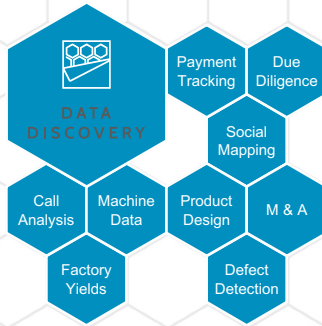 DATA
DISCOVERY
Payment
Tracking
Due
Diligence
Social
Mapping
Call
Analysis
Machine
Data
Product
Design
M & A
Factory
Yields
Defect
Detection